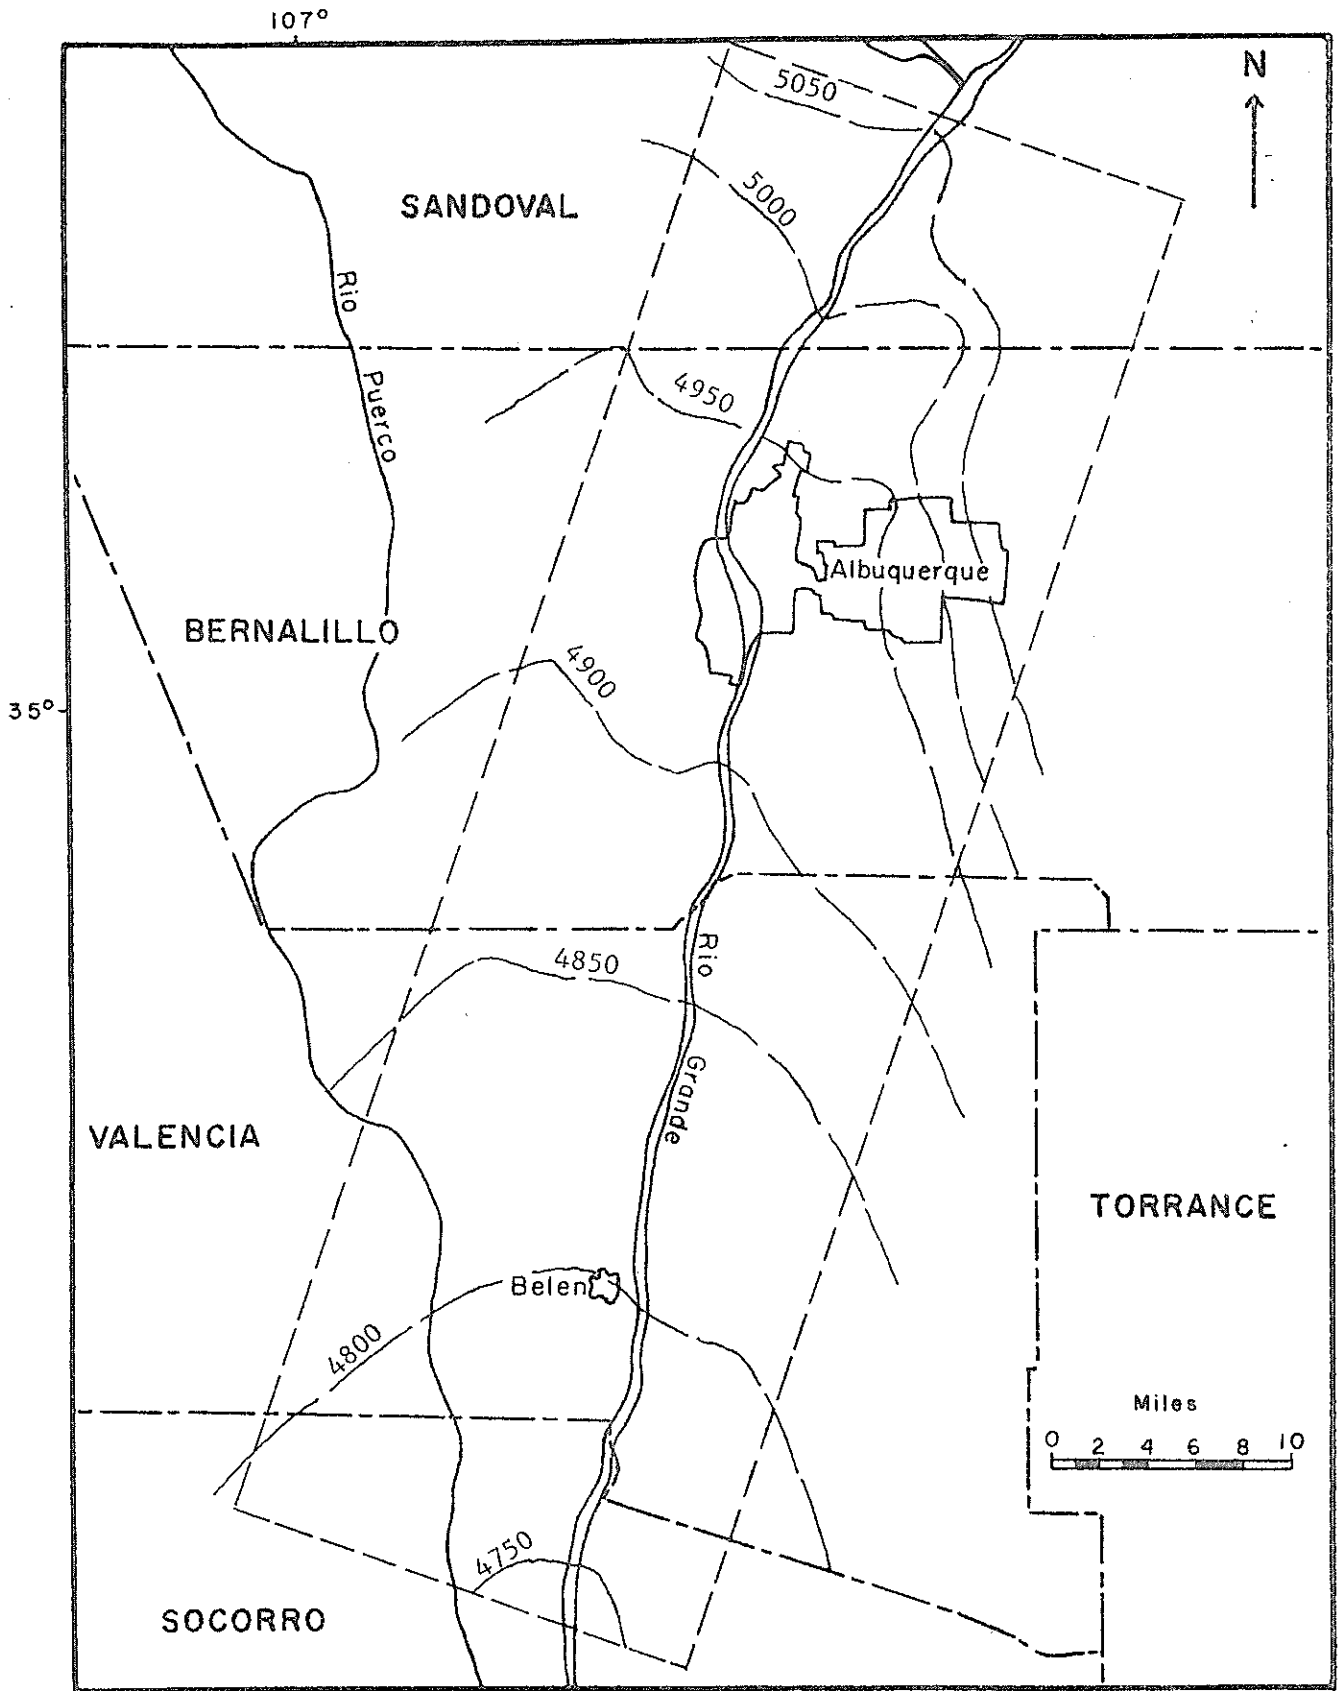 107°
N
5050
5000
SANDOVAL
Rio
Puerco
4950
Albuquerque
BERNALILLO
4900
35°
Rio
4850
Grande
VALENCIA
TORRANCE
Belen
4800
Miles
0 2 4 6 8 10
4750
SOCORRO